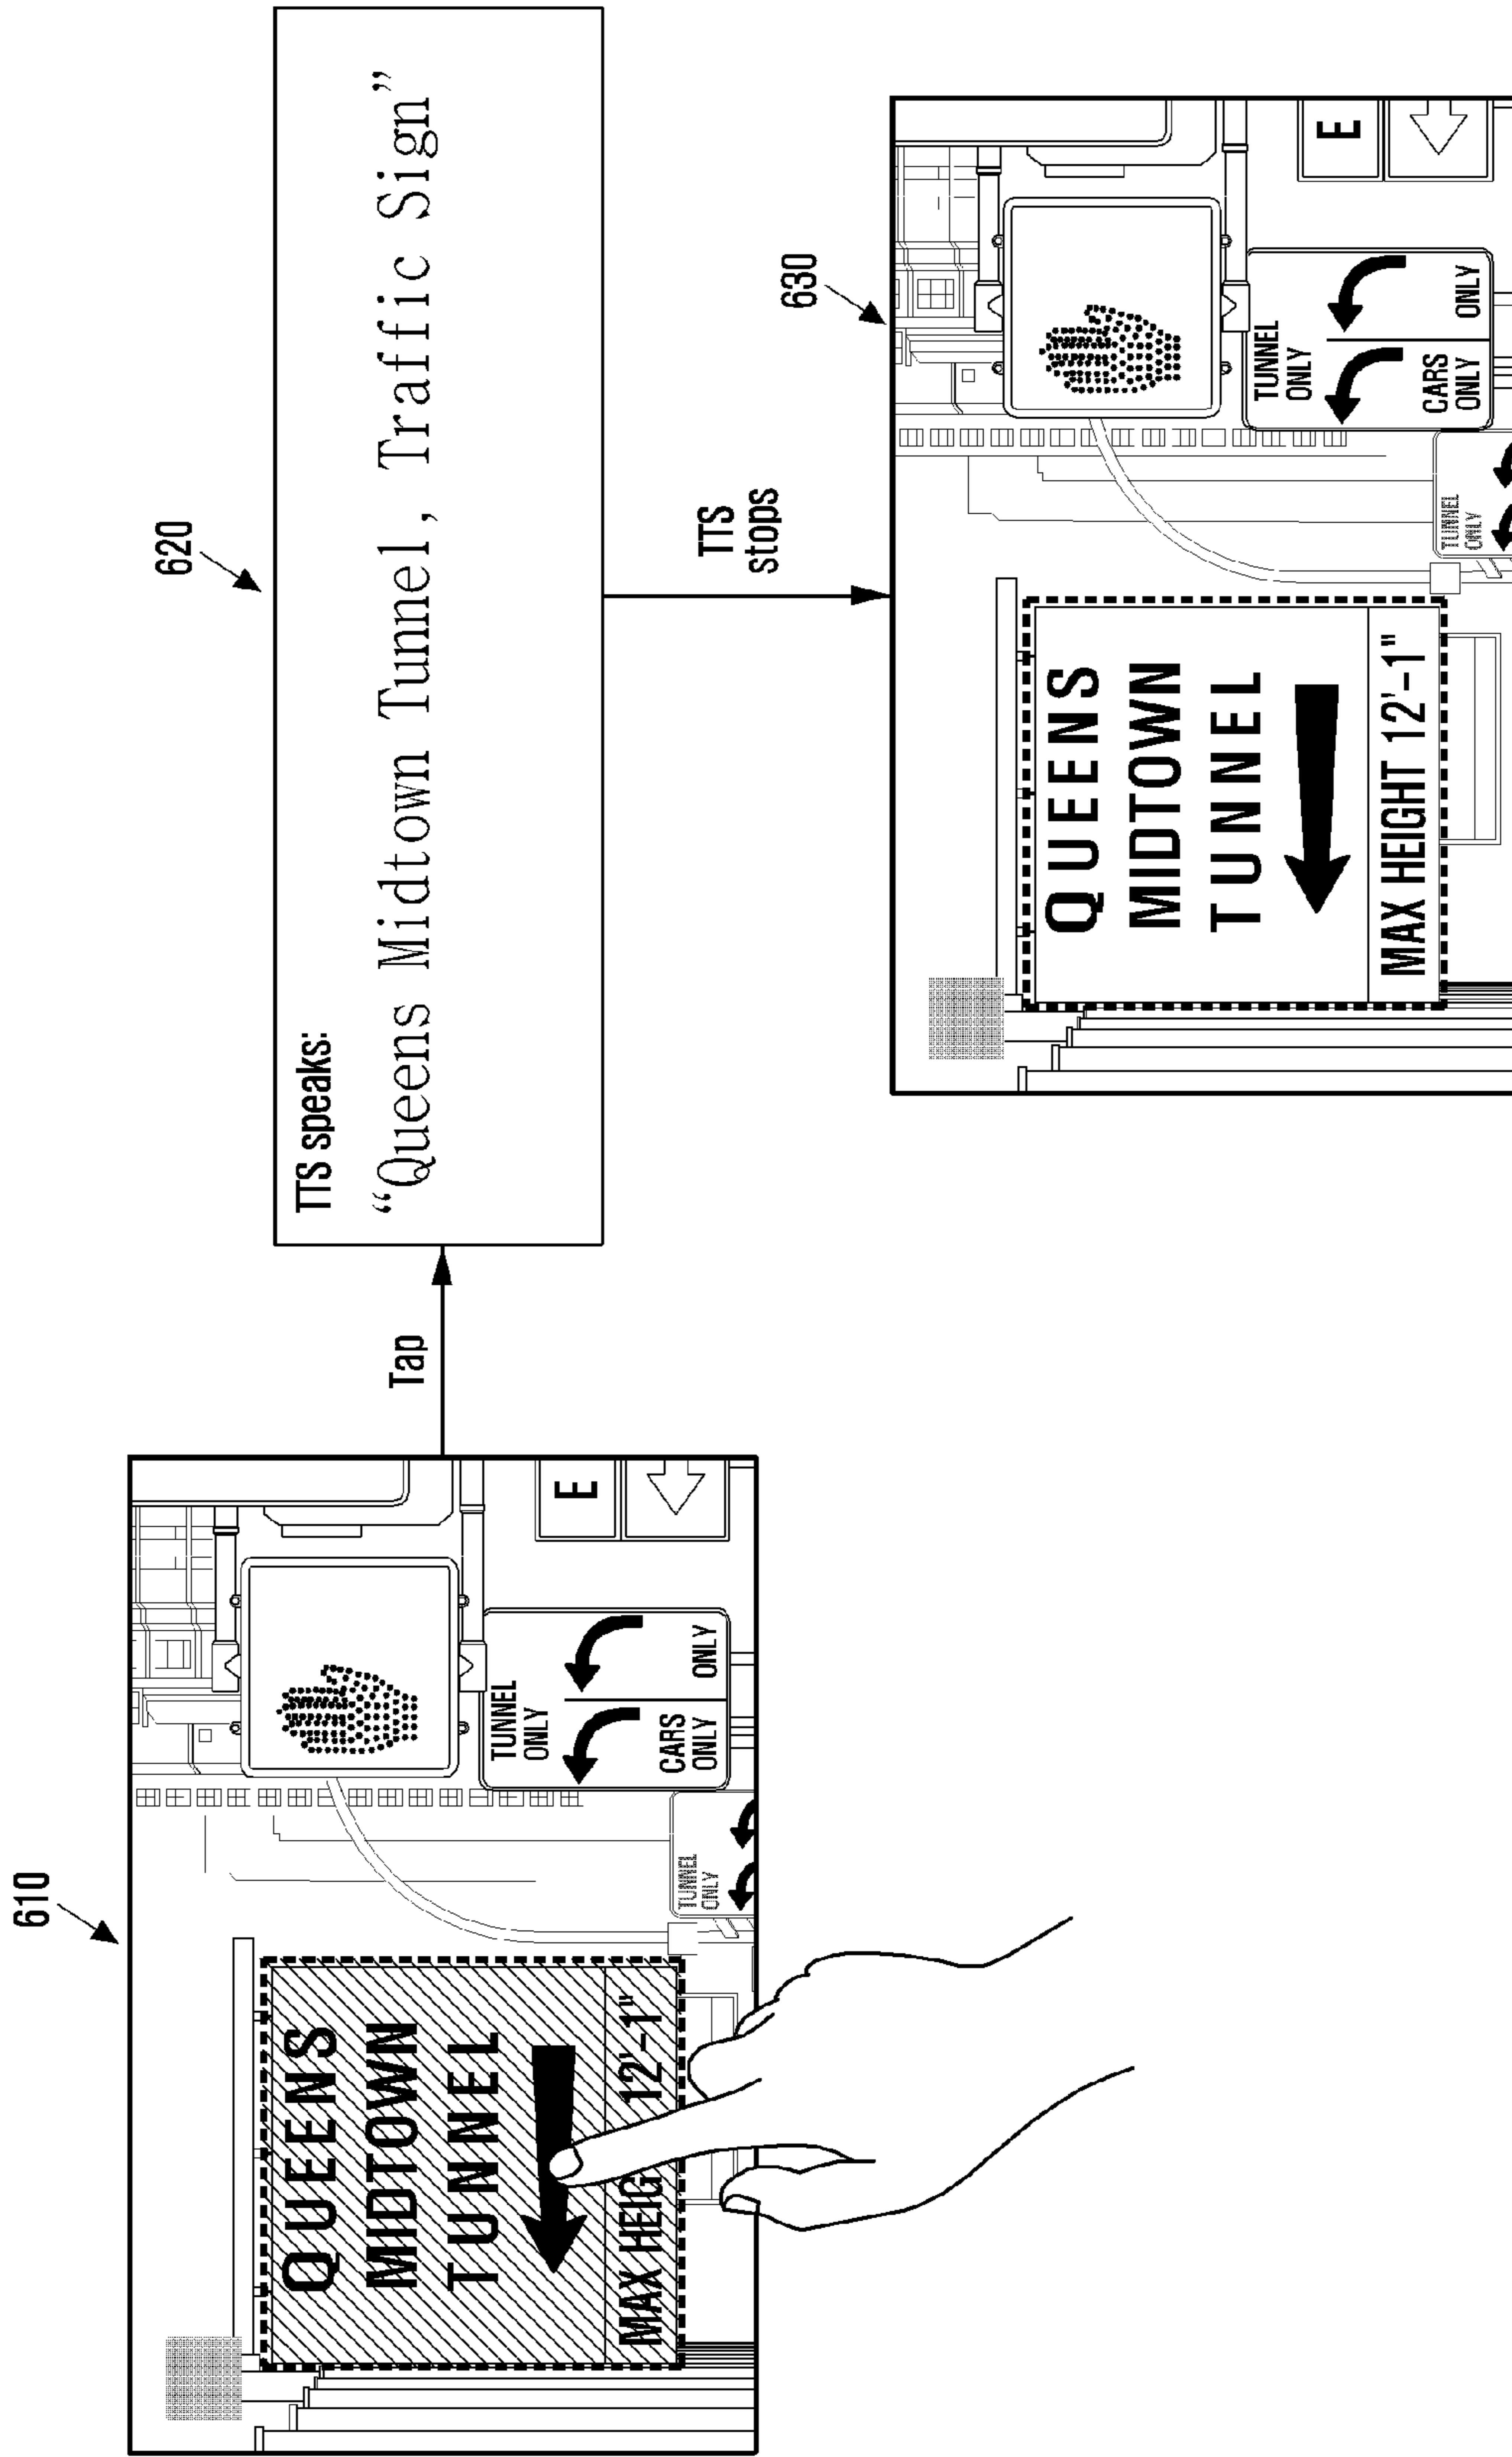 610
QUEENS
MIDTOWN
TUNNEL
MAX HEIG 12'-1"
TUNNEL
ONLY
TUNNEL
ONLY
CARS
ONLY
ONLY
E
Tap
620
TTS speaks:
“Queens Midtown Tunnel, Traffic Sign”
TTS
stops
630
QUEENS
MIDTOWN
TUNNEL
MAX HEIGHT 12'-1"
TUNNEL
ONLY
TUNNEL
ONLY
CARS
ONLY
ONLY
E